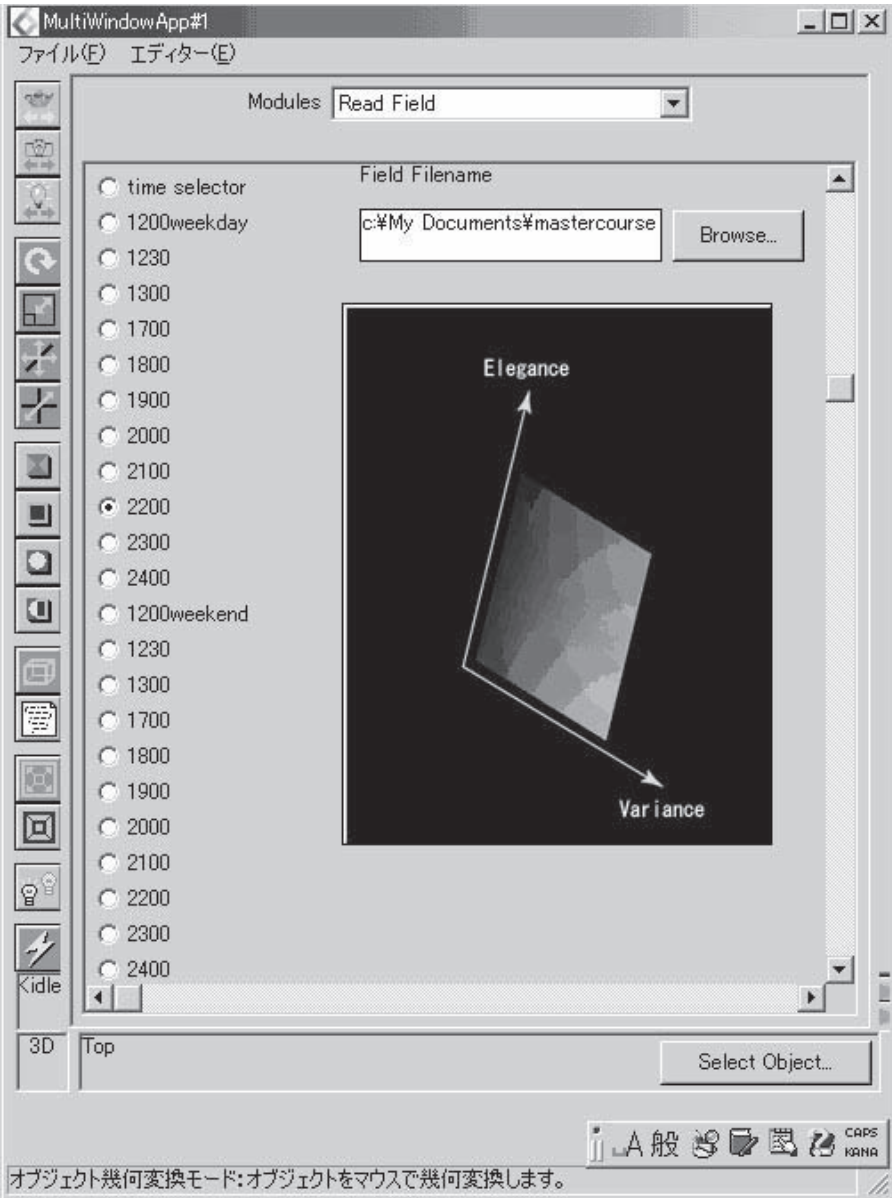 MultiWindowApp#1
ファイル(F) エディター(E)
Modules Read Field
time selector
1200weekday
1230
1300
1700
1800
1900
2000
2100
2200
2300
2400
1200weekend
1230
1300
1700
1800
1900
2000
2100
2200
2300
2400
Field Filename
c:¥My Documents¥mastercourse
Browse...
Elegance
Variance
<idle
3D
Top
Select Object...
A 般
CAPS
KANA
オブジェクト幾何変換モード:オブジェクトをマウスで幾何変換します。